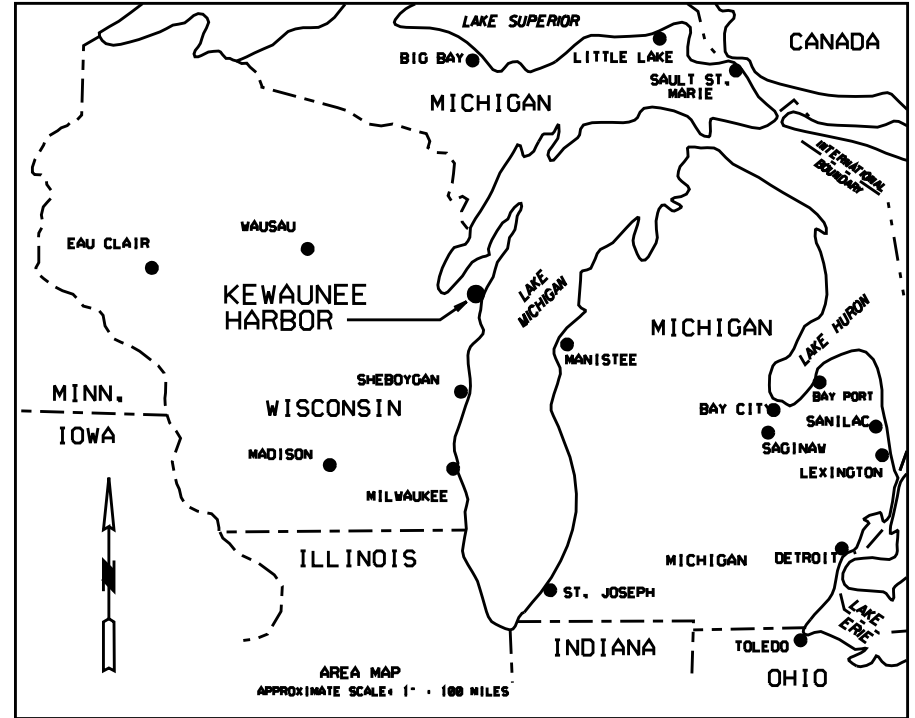 LAKE SUPERIOR
CANADA
BIG BAY
LITTLE LAKE
SAULT ST.
MARIE
MICHIGAN
INTERNATIONAL
BOUNDARY
WAUSAU
EAU CLAIR
KEWAUNEE
HARBOR
LAKE
MICHIGAN
MICHIGAN
LAKE HURON
MANISTEE
SHEBOYGAN
BAY PORT
MINN.
WISCONSIN
BAY CITY
SANILAC
IOWA
SAGINAW
MADISON
LEXINGTON
MILWAUKEE
N
ILLINOIS
MICHIGAN
DETROIT
ST. JOSEPH
LAKE
ERIE
INDIANA
TOLEDO
OHIO
AREA MAP
APPROXIMATE SCALE: 1" = 100 MILES